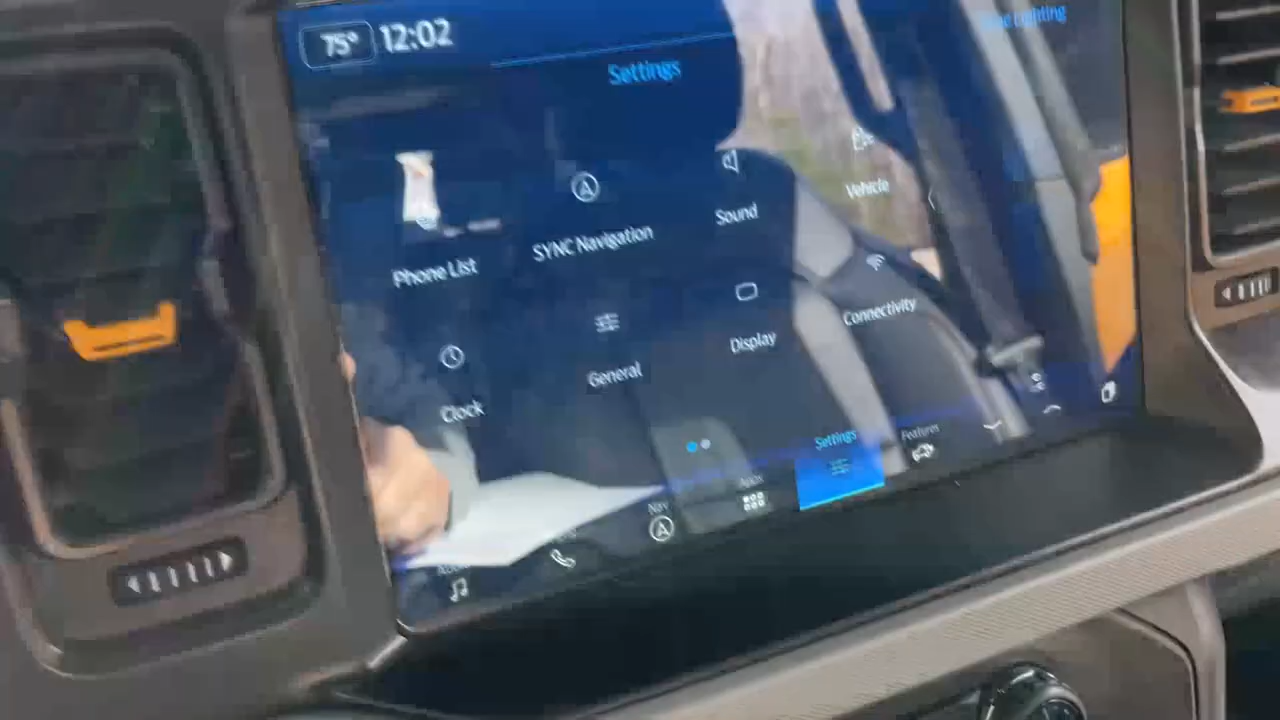 75° 12:02
Settings
Phone List
SYNC Navigation
Sound
Vehicle
Clock
General
Display
Connectivity
Nav
Apps
Settings
Features